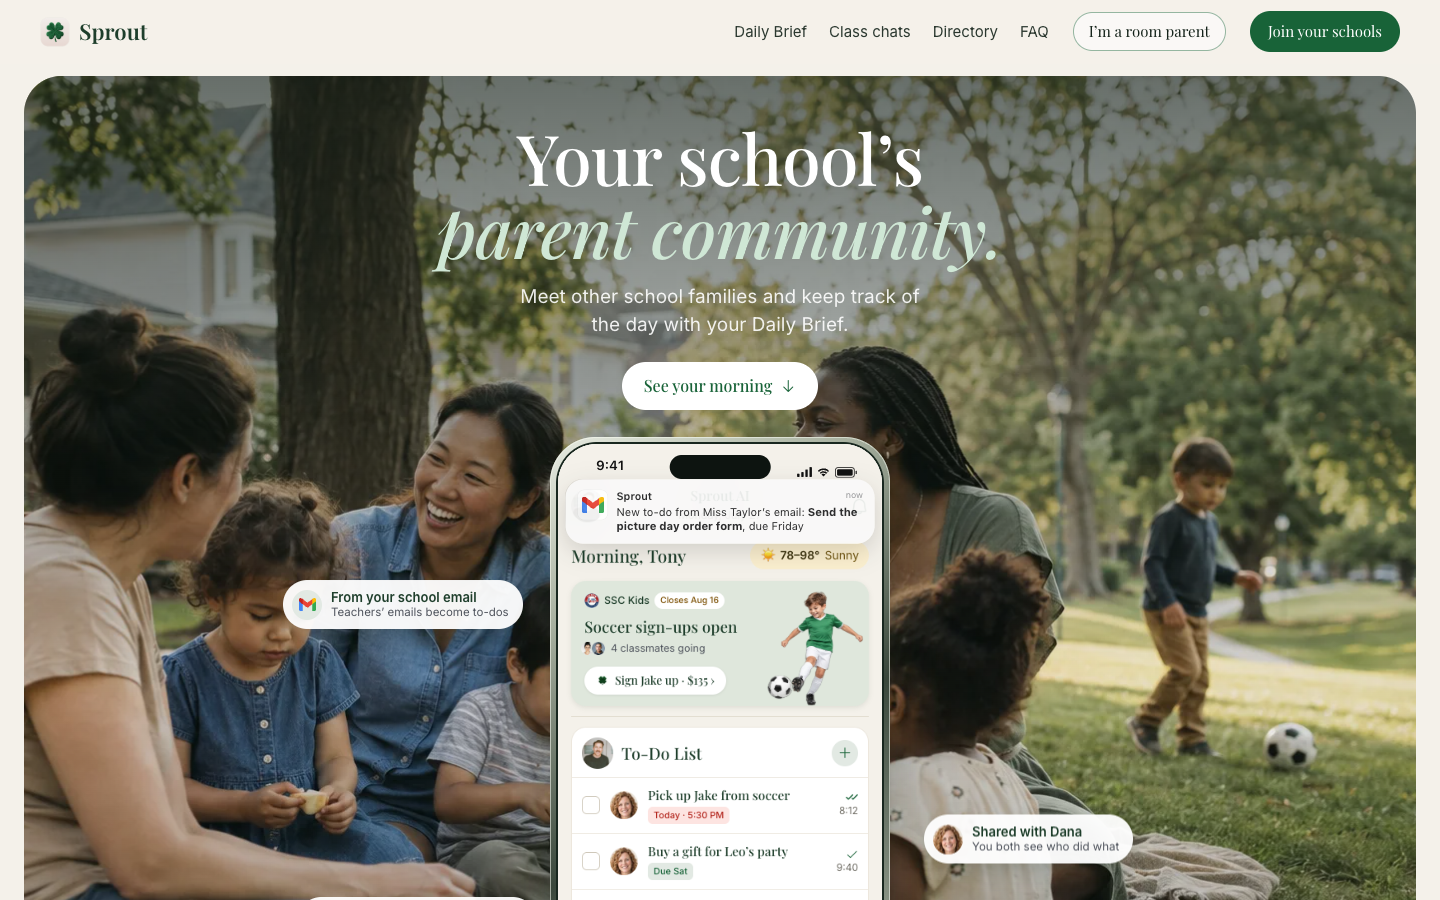 Sprout
Daily Brief
Class chats
Directory
FAQ
I'm a room parent
Join your schools
Your school's
parent community.
Meet other school families and keep track of
the day with your Daily Brief.
See your morning ↓
9:41
Sprout AI
Sprout
now
New to-do from Miss Taylor's email: Send the
picture day order form, due Friday
Morning, Tony
78–98° Sunny
SSC Kids
Closes Aug 16
Soccer sign-ups open
4 classmates going
Sign Jake up · $135 ›
From your school email
Teachers' emails become to-dos
To-Do List
Pick up Jake from soccer
Today · 5:30 PM
8:12
Buy a gift for Leo's party
Due Sat
9:40
Shared with Dana
You both see who did what